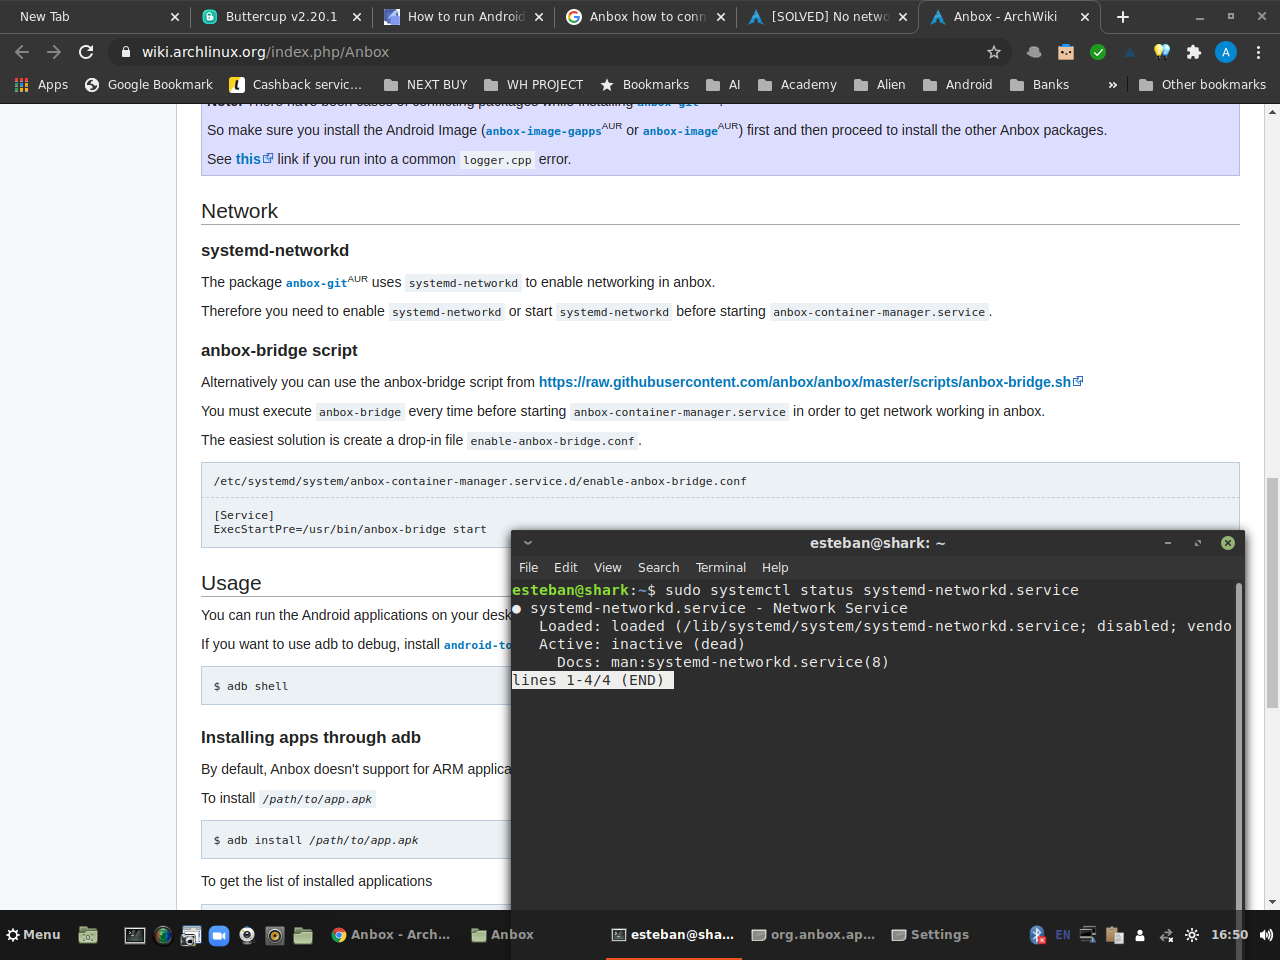 New Tab
Buttercup v2.20.1
How to run Android
Anbox how to conn
[SOLVED] No netwo
Anbox - ArchWiki
wiki.archlinux.org/index.php/Anbox
A
Apps
Google Bookmark
Cashback servic...
NEXT BUY
WH PROJECT
Bookmarks
AI
Academy
Alien
Android
Banks
»
Other bookmarks
So make sure you install the Android Image (anbox-image-gappsAUR or anbox-imageAUR) first and then proceed to install the other Anbox packages.
See this link if you run into a common logger.cpp error.
Network
systemd-networkd
The package anbox-gitAUR uses systemd-networkd to enable networking in anbox.
Therefore you need to enable systemd-networkd or start systemd-networkd before starting anbox-container-manager.service.
anbox-bridge script
Alternatively you can use the anbox-bridge script from https://raw.githubusercontent.com/anbox/anbox/master/scripts/anbox-bridge.sh
You must execute anbox-bridge every time before starting anbox-container-manager.service in order to get network working in anbox.
The easiest solution is create a drop-in file enable-anbox-bridge.conf.
/etc/systemd/system/anbox-container-manager.service.d/enable-anbox-bridge.conf
[Service]
ExecStartPre=/usr/bin/anbox-bridge start
Usage
You can run the Android applications on your desk
If you want to use adb to debug, install android-to
$ adb shell
Installing apps through adb
By default, Anbox doesn't support for ARM applica
To install /path/to/app.apk
$ adb install /path/to/app.apk
To get the list of installed applications
esteban@shark: ~
File Edit View Search Terminal Help
esteban@shark:~$ sudo systemctl status systemd-networkd.service
● systemd-networkd.service - Network Service
Loaded: loaded (/lib/systemd/system/systemd-networkd.service; disabled; vendo
Active: inactive (dead)
Docs: man:systemd-networkd.service(8)
lines 1-4/4 (END)
Menu
Anbox - Arch...
Anbox
esteban@sha...
org.anbox.ap...
Settings
EN
16:50